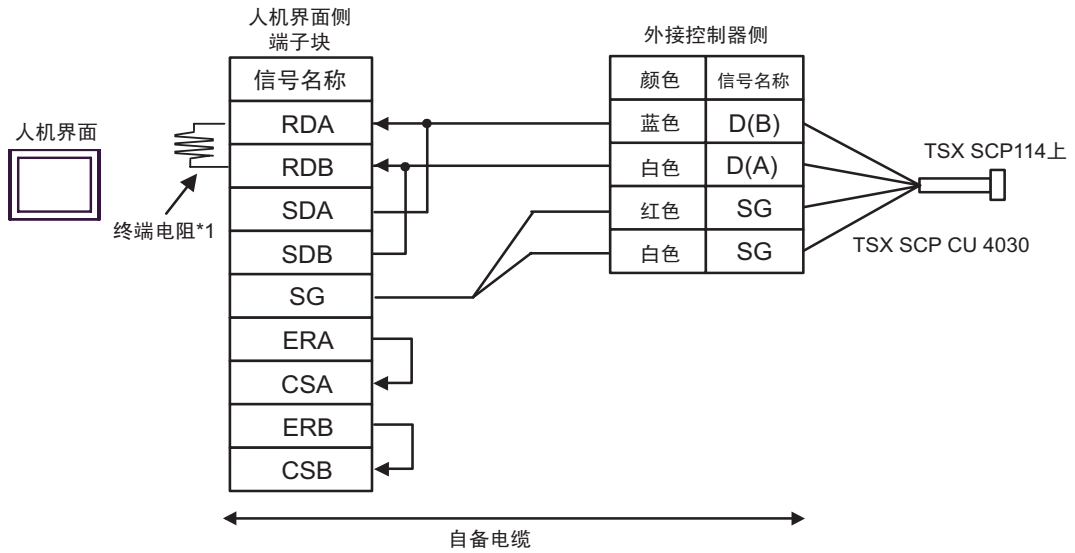 人机界面
终端电阻*1
人机界面侧
端子块
信号名称
RDA
RDB
SDA
SDB
SG
ERA
CSA
ERB
CSB
外接控制器侧
颜色 信号名称
蓝色 D(B)
白色 D(A)
红色 SG
白色 SG
TSX SCP114上
TSX SCP CU 4030
自备电缆